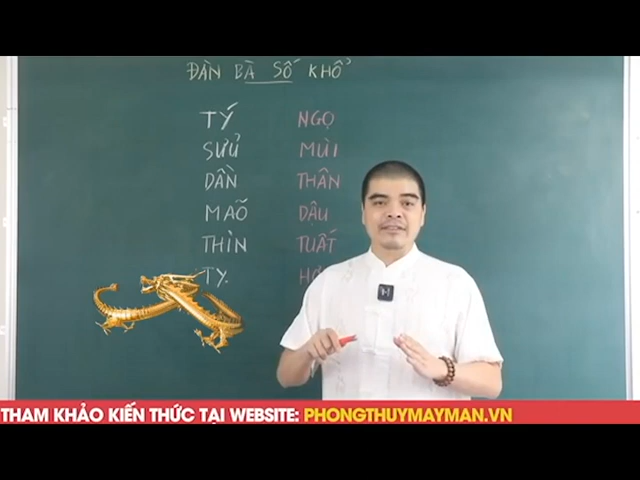 ĐÀN BÀ SỐ KHỔ
TÝ NGỌ
SỬU MÙI
DẦN THÂN
MAÕ DẬU
THÌN TUẤT
TỴ.
THAM KHẢO KIẾN THỨC TẠI WEBSITE: PHONGTHUYMAYMAN.VN